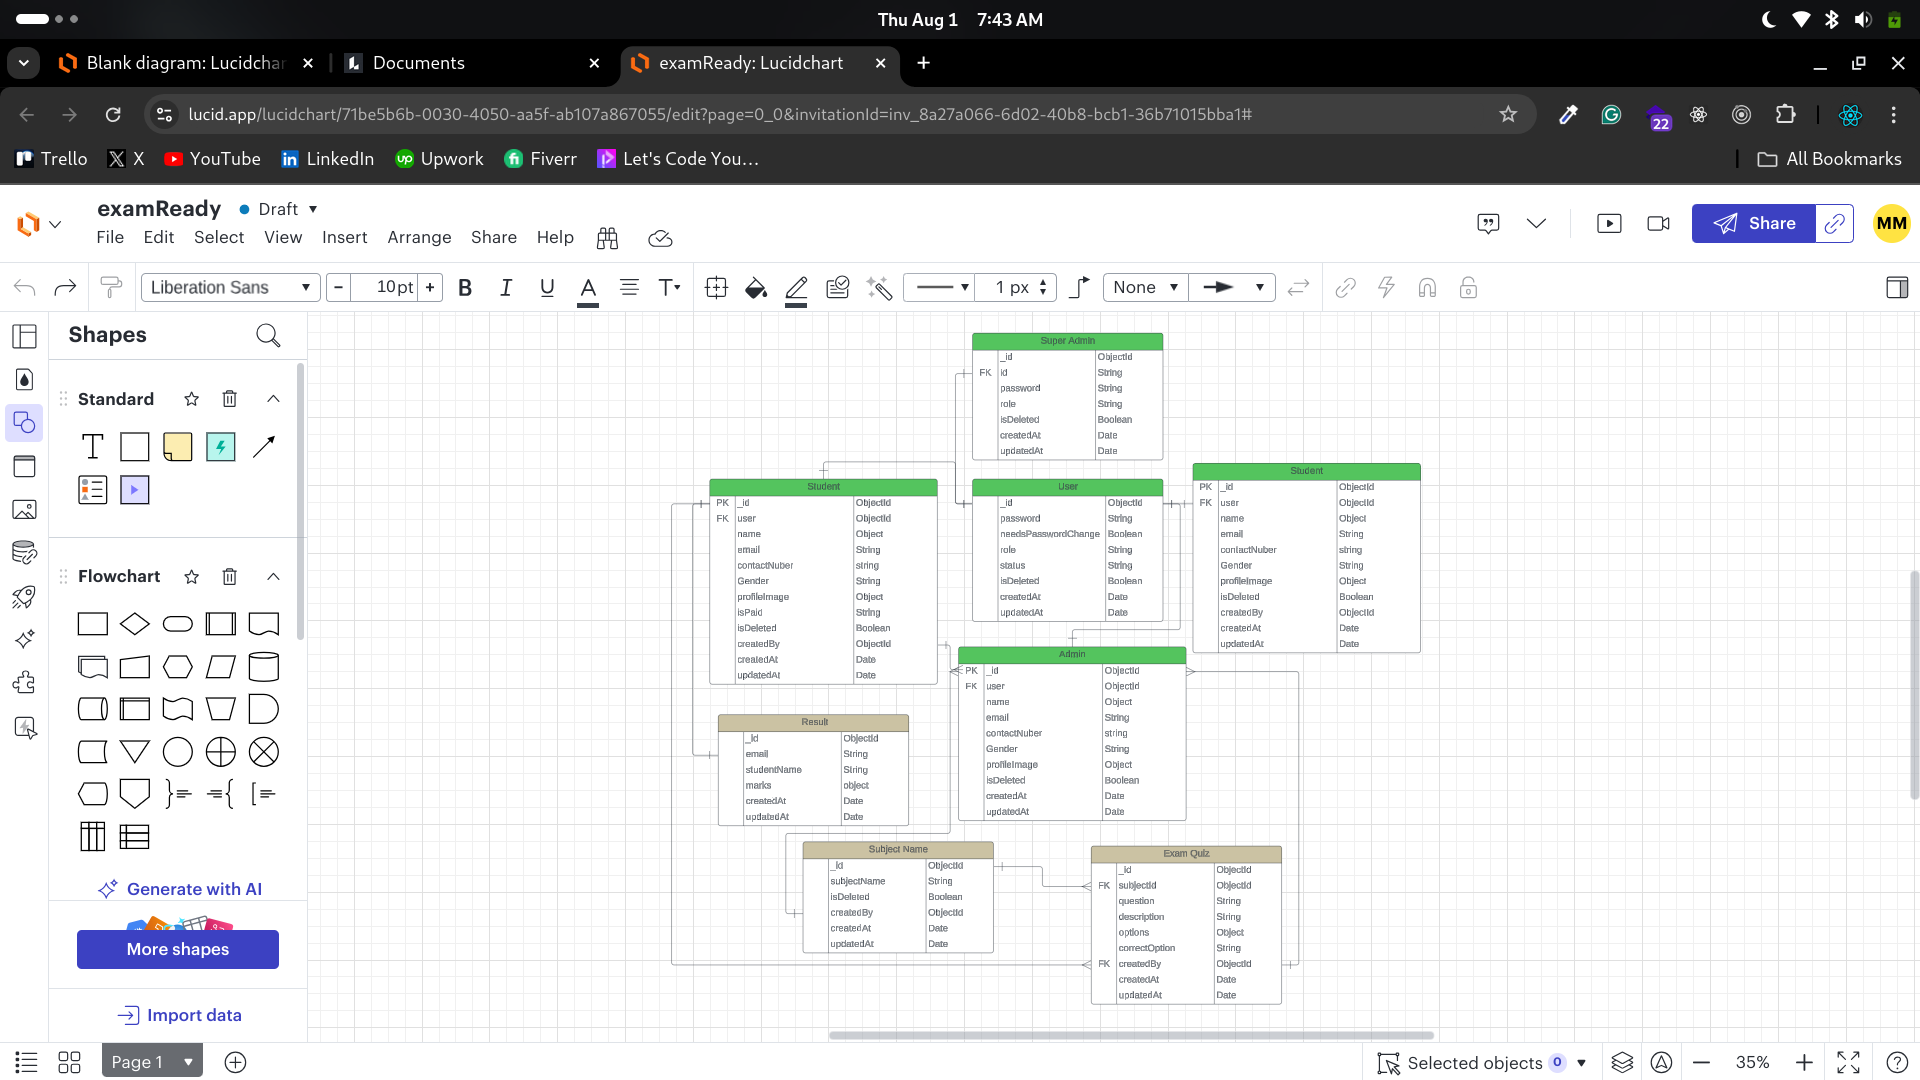 Thu Aug 1 7:43 AM
Blank diagram: Lucidchar
Documents
examReady: Lucidchart
lucid.app/lucidchart/71be5b6b-0030-4050-aa5f-ab107a867055/edit?page=0_0&invitationId=inv_8a27a066-6d02-40b8-bcb1-36b71015bba1#
22
Trello
X
YouTube
LinkedIn
Upwork
Fiverr
Let's Code You…
All Bookmarks
examReady
Draft
File Edit Select View Insert Arrange Share Help
Share
MM
Liberation Sans
10 pt
1 px
None
Shapes
Standard
Flowchart
Generate with AI
More shapes
Import data
Super Admin
_id ObjectId
FK id String
password String
role String
isDeleted Boolean
createdAt Date
updatedAt Date
Student
PK _id ObjectId
FK user ObjectId
name Object
email String
contactNuber string
Gender String
profileImage Object
isPaid String
isDeleted Boolean
createdBy ObjectId
createdAt Date
updatedAt Date
User
_id ObjectId
password String
needsPasswordChange Boolean
role String
status String
isDeleted Boolean
createdAt Date
updatedAt Date
Student
PK _id ObjectId
FK user ObjectId
name Object
email String
contactNuber string
Gender String
profileImage Object
isDeleted Boolean
createdBy ObjectId
createdAt Date
updatedAt Date
Admin
PK _id ObjectId
FK user ObjectId
name Object
email String
contactNuber string
Gender String
profileImage Object
isDeleted Boolean
createdAt Date
updatedAt Date
Result
_id ObjectId
email String
studentName String
marks object
createdAt Date
updatedAt Date
Subject Name
_id ObjectId
subjectName String
isDeleted Boolean
createdBy ObjectId
createdAt Date
updatedAt Date
Exam Quiz
_id ObjectId
FK subjectId ObjectId
question String
description String
options Object
correctOption String
FK createdBy ObjectId
createdAt Date
updatedAt Date
Page 1
Selected objects 0
35%